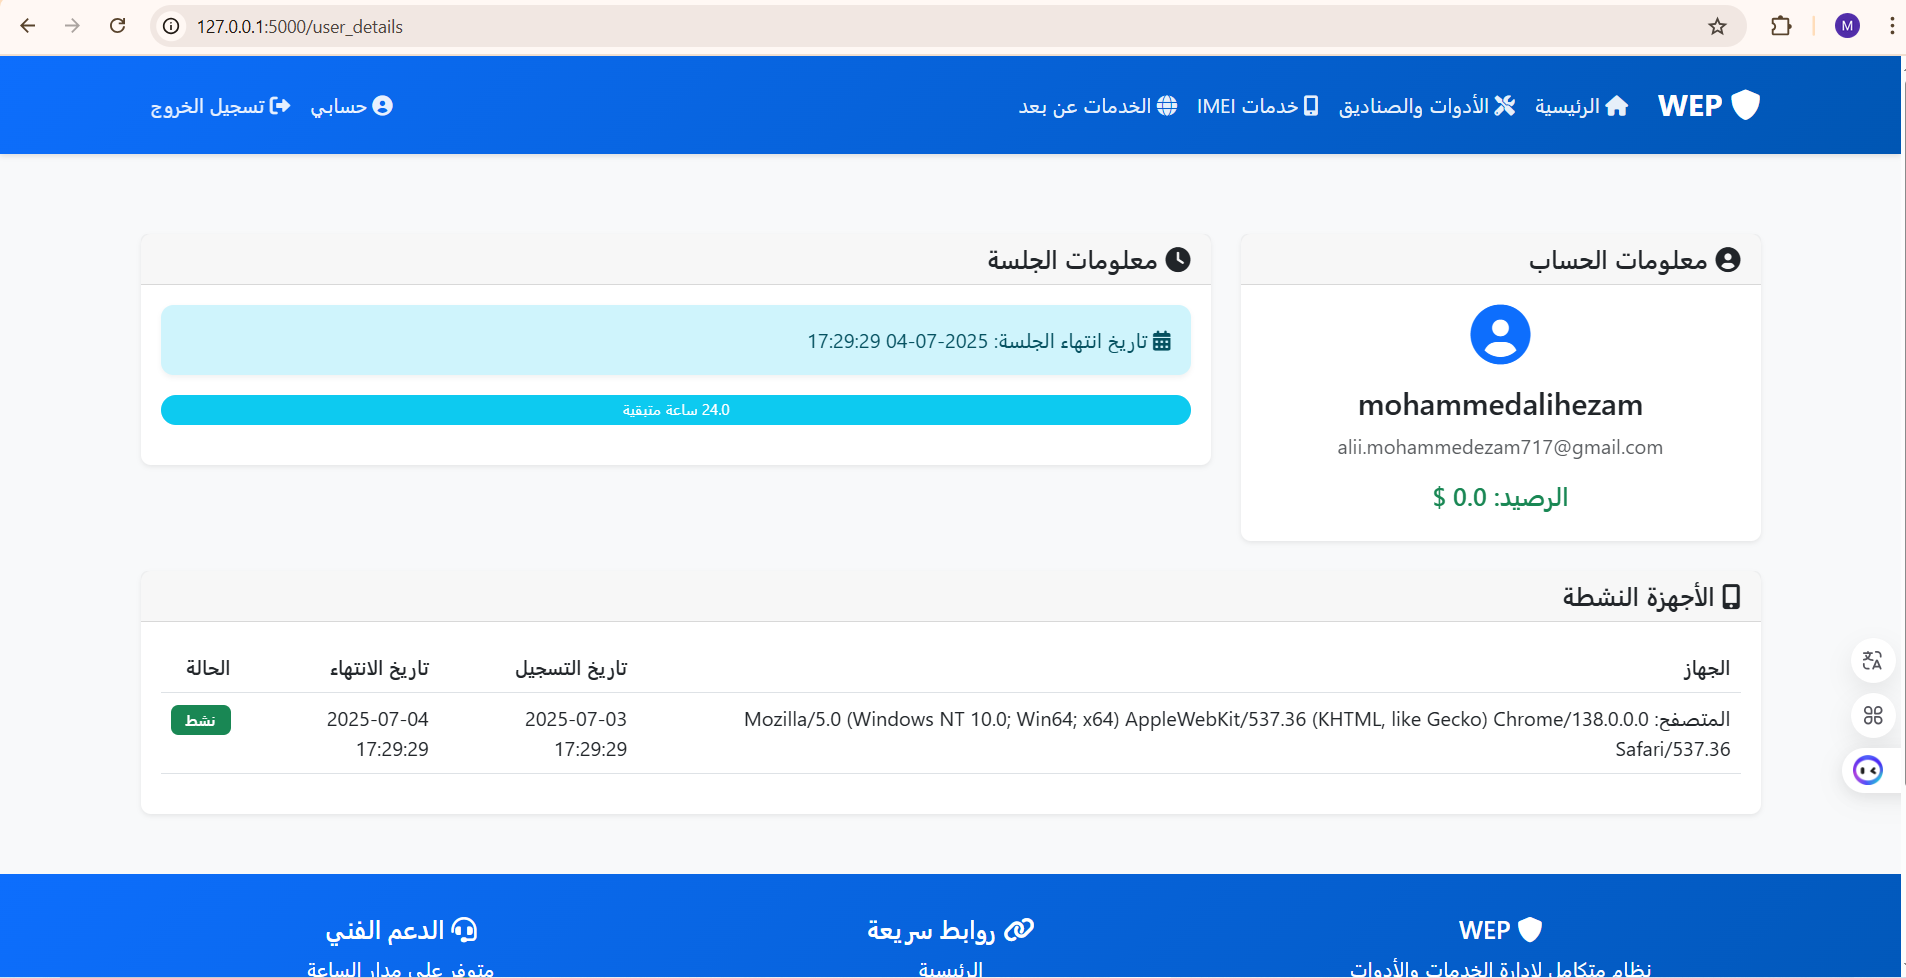 127.0.0.1:5000/user_details
M
WEP
الرئيسية
الأدوات والصناديق
خدمات IMEI
الخدمات عن بعد
حسابي
تسجيل الخروج
معلومات الحساب
mohammedalihezam
alii.mohammedezam717@gmail.com
الرصيد: 0.0 $
معلومات الجلسة
تاريخ انتهاء الجلسة: 2025-07-04 17:29:29
24.0 ساعة متبقية
الأجهزة النشطة
الجهاز تاريخ التسجيل تاريخ الانتهاء الحالة
المتصفح: Mozilla/5.0 (Windows NT 10.0; Win64; x64) AppleWebKit/537.36 (KHTML, like Gecko) Chrome/138.0.0.0
Safari/537.36
2025-07-03
17:29:29
2025-07-04
17:29:29
نشط
WEP
نظام متكامل لإدارة الخدمات والأدوات
روابط سريعة
الرئيسية
الدعم الفني
متوفر على مدار الساعة